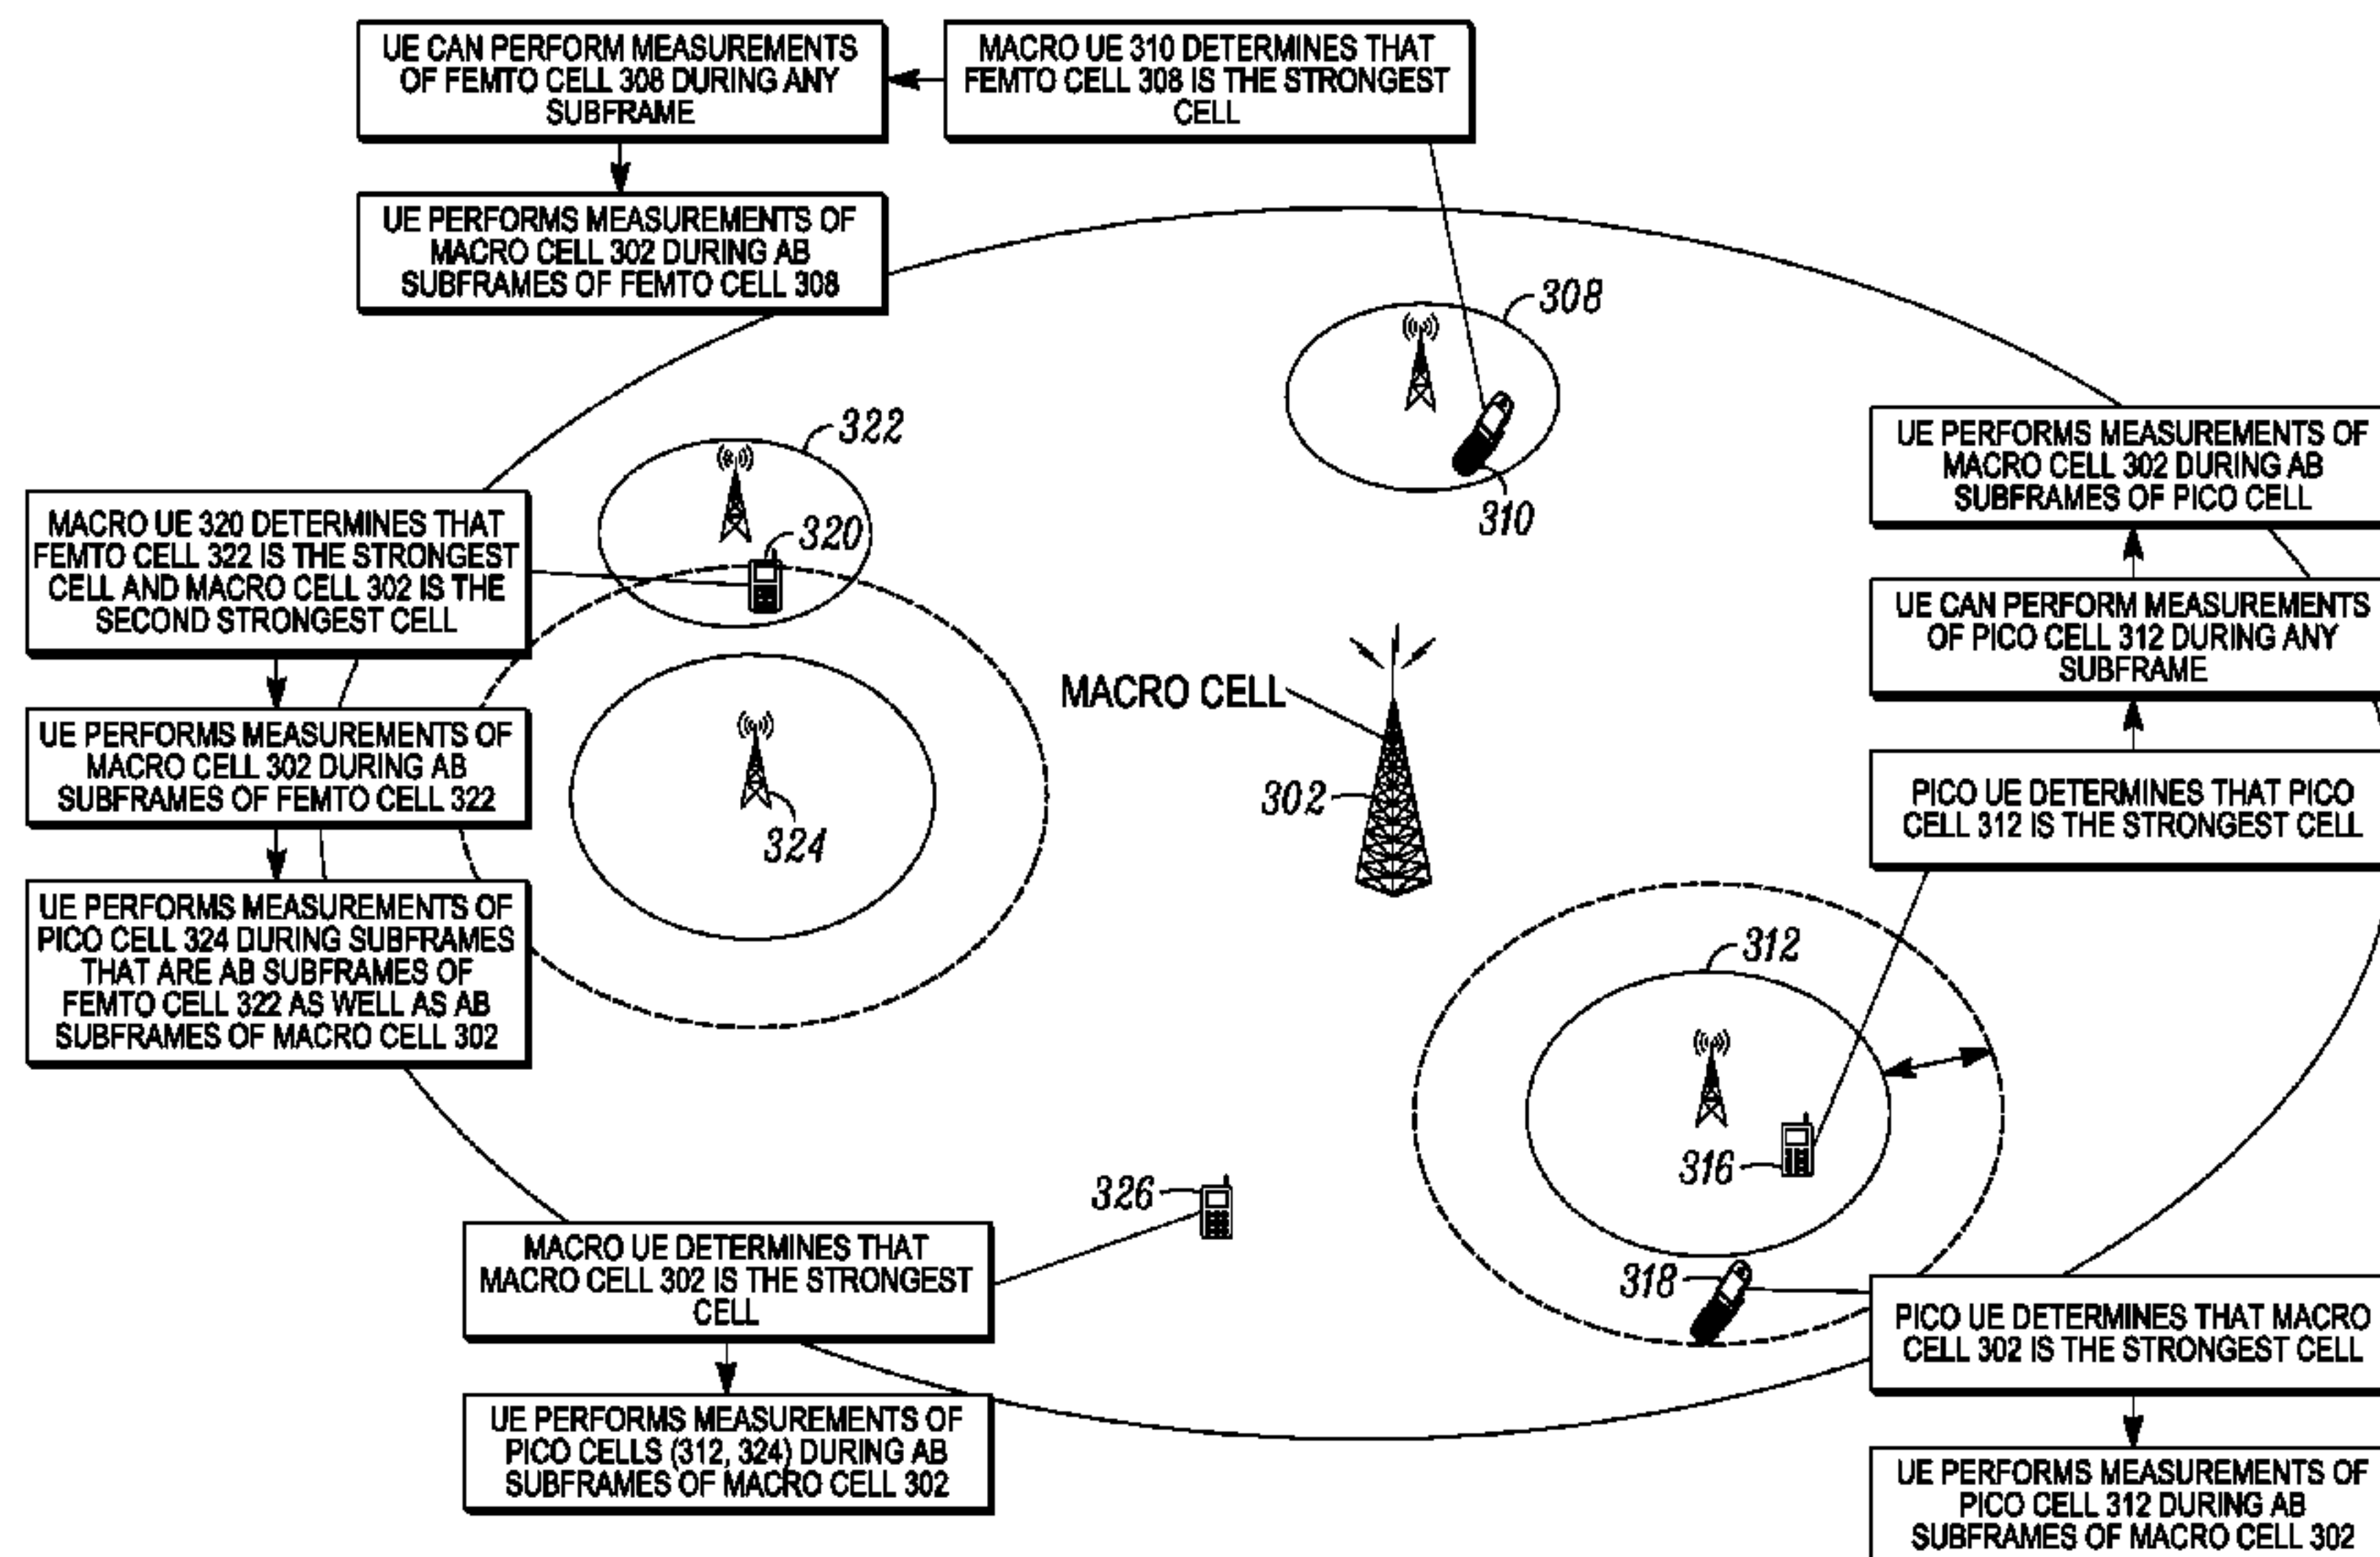 UE CAN PERFORM MEASUREMENTS
OF FEMTO CELL 308 DURING ANY
SUBFRAME
MACRO UE 310 DETERMINES THAT
FEMTO CELL 308 IS THE STRONGEST
CELL
UE PERFORMS MEASUREMENTS OF
MACRO CELL 302 DURING AB
SUBFRAMES OF FEMTO CELL 308
308
310
322
320
MACRO UE 320 DETERMINES THAT
FEMTO CELL 322 IS THE STRONGEST
CELL AND MACRO CELL 302 IS THE
SECOND STRONGEST CELL
UE PERFORMS MEASUREMENTS OF
MACRO CELL 302 DURING AB
SUBFRAMES OF FEMTO CELL 322
UE PERFORMS MEASUREMENTS OF
PICO CELL 324 DURING SUBFRAMES
THAT ARE AB SUBFRAMES OF
FEMTO CELL 322 AS WELL AS AB
SUBFRAMES OF MACRO CELL 302
324
MACRO CELL
302
UE PERFORMS MEASUREMENTS OF
MACRO CELL 302 DURING AB
SUBFRAMES OF PICO CELL
UE CAN PERFORM MEASUREMENTS
OF PICO CELL 312 DURING ANY
SUBFRAME
PICO UE DETERMINES THAT PICO
CELL 312 IS THE STRONGEST CELL
312
316
318
326
MACRO UE DETERMINES THAT
MACRO CELL 302 IS THE STRONGEST
CELL
UE PERFORMS MEASUREMENTS OF
PICO CELLS (312, 324) DURING AB
SUBFRAMES OF MACRO CELL 302
PICO UE DETERMINES THAT MACRO
CELL 302 IS THE STRONGEST CELL
UE PERFORMS MEASUREMENTS OF
PICO CELL 312 DURING AB
SUBFRAMES OF MACRO CELL 302